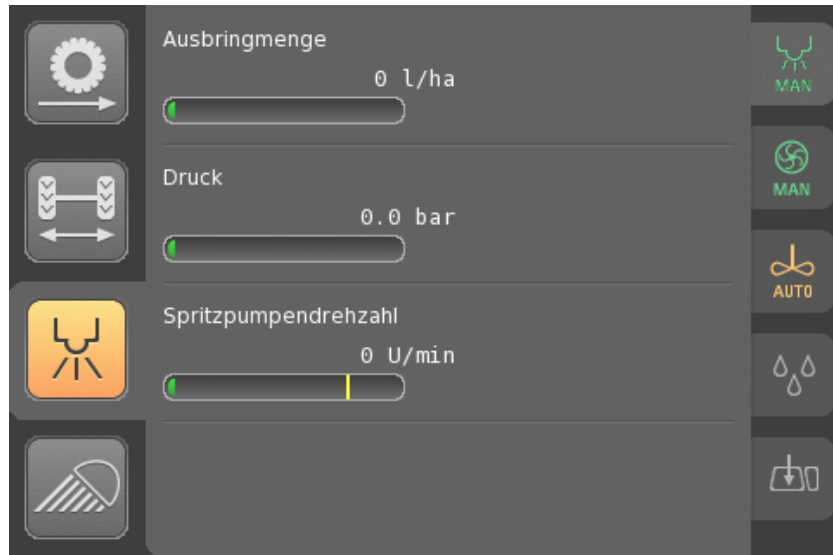 Ausbringmenge
0 l/ha
Druck
0.0 bar
Spritzpumpendrehzahl
0 U/min
MAN
MAN
AUTO